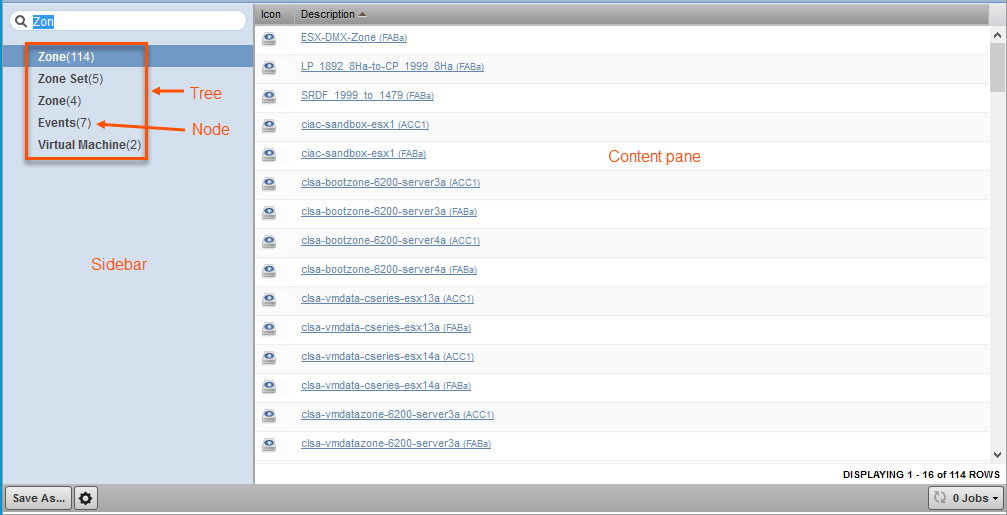 Zon
Zone(114)
Zone Set(5)
Zone(4)
Events(7)
Virtual Machine(2)
Tree
Node
Sidebar
Icon Description
ESX-DMX-Zone (FABa)
LP_1892_8Ha-to-CP_1999_8Ha (FABa)
SRDF_1999_to_1479 (FABa)
ciac-sandbox-esx1 (ACC1)
ciac-sandbox-esx1 (FABa)
Content pane
clsa-bootzone-6200-server3a (ACC1)
clsa-bootzone-6200-server3a (FABa)
clsa-bootzone-6200-server4a (ACC1)
clsa-bootzone-6200-server4a (FABa)
clsa-vmdata-cseries-esx13a (ACC1)
clsa-vmdata-cseries-esx13a (FABa)
clsa-vmdata-cseries-esx14a (ACC1)
clsa-vmdata-cseries-esx14a (FABa)
clsa-vmdatazone-6200-server3a (ACC1)
clsa-vmdatazone-6200-server3a (FABa)
DISPLAYING 1 - 16 of 114 ROWS
Save As...
0 Jobs